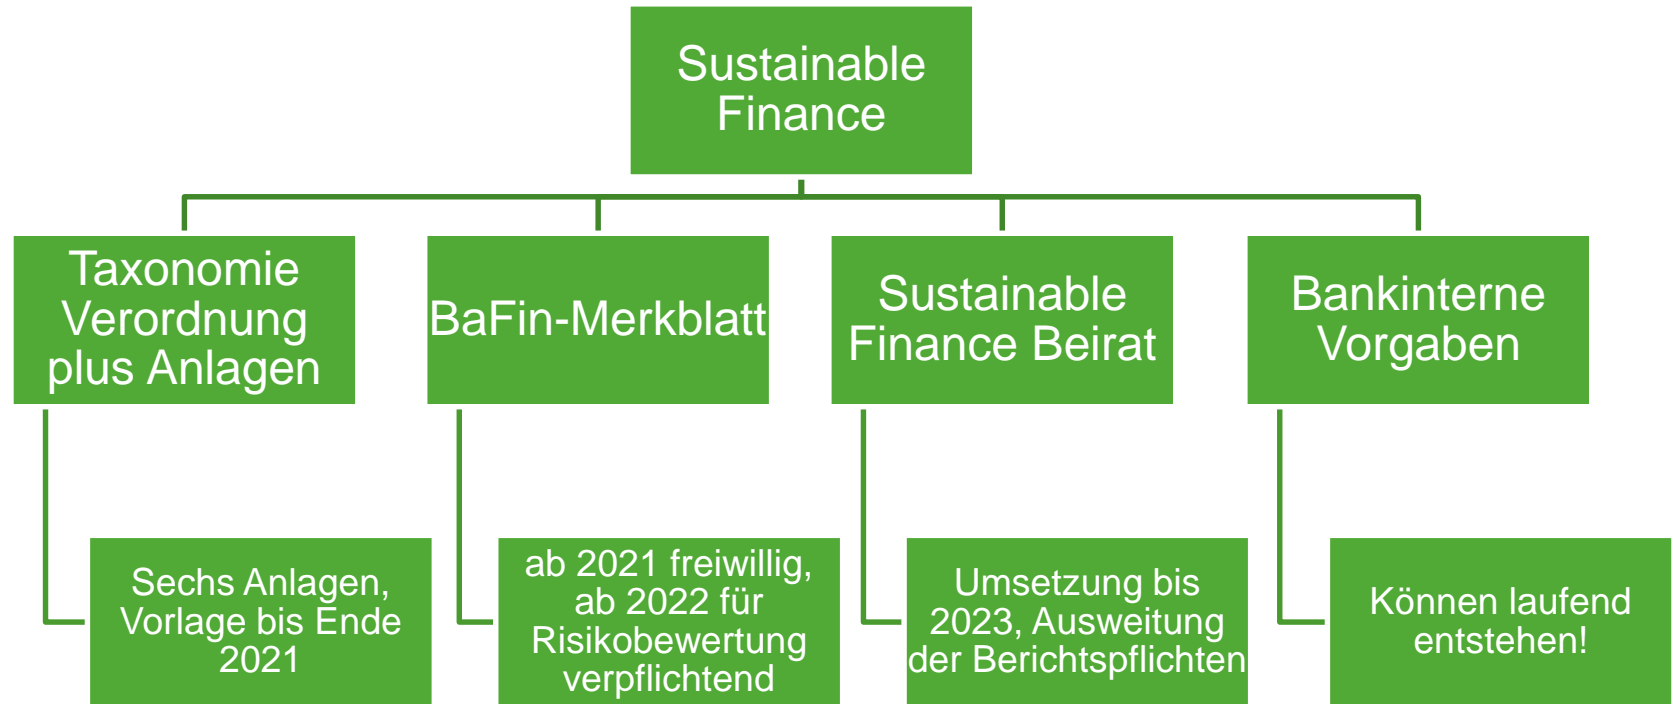 Sustainable
Finance
Taxonomie
Verordnung
plus Anlagen
BaFin-Merkblatt
Sustainable
Finance Beirat
Bankinterne
Vorgaben
Sechs Anlagen,
Vorlage bis Ende
2021
ab 2021 freiwillig,
ab 2022 für
Risikobewertung
verpflichtend
Umsetzung bis
2023, Ausweitung
der Berichtspflichten
Können laufend
entstehen!